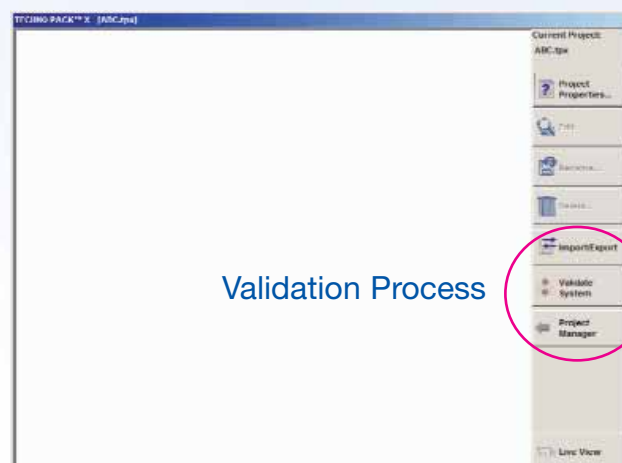 TECHNO PACK™ X [ABC.tpx]
Current Project:
ABC.tpx
Project
Properties...
Import/Export
Validation Process
Validate
System
Project
Manager
Live View